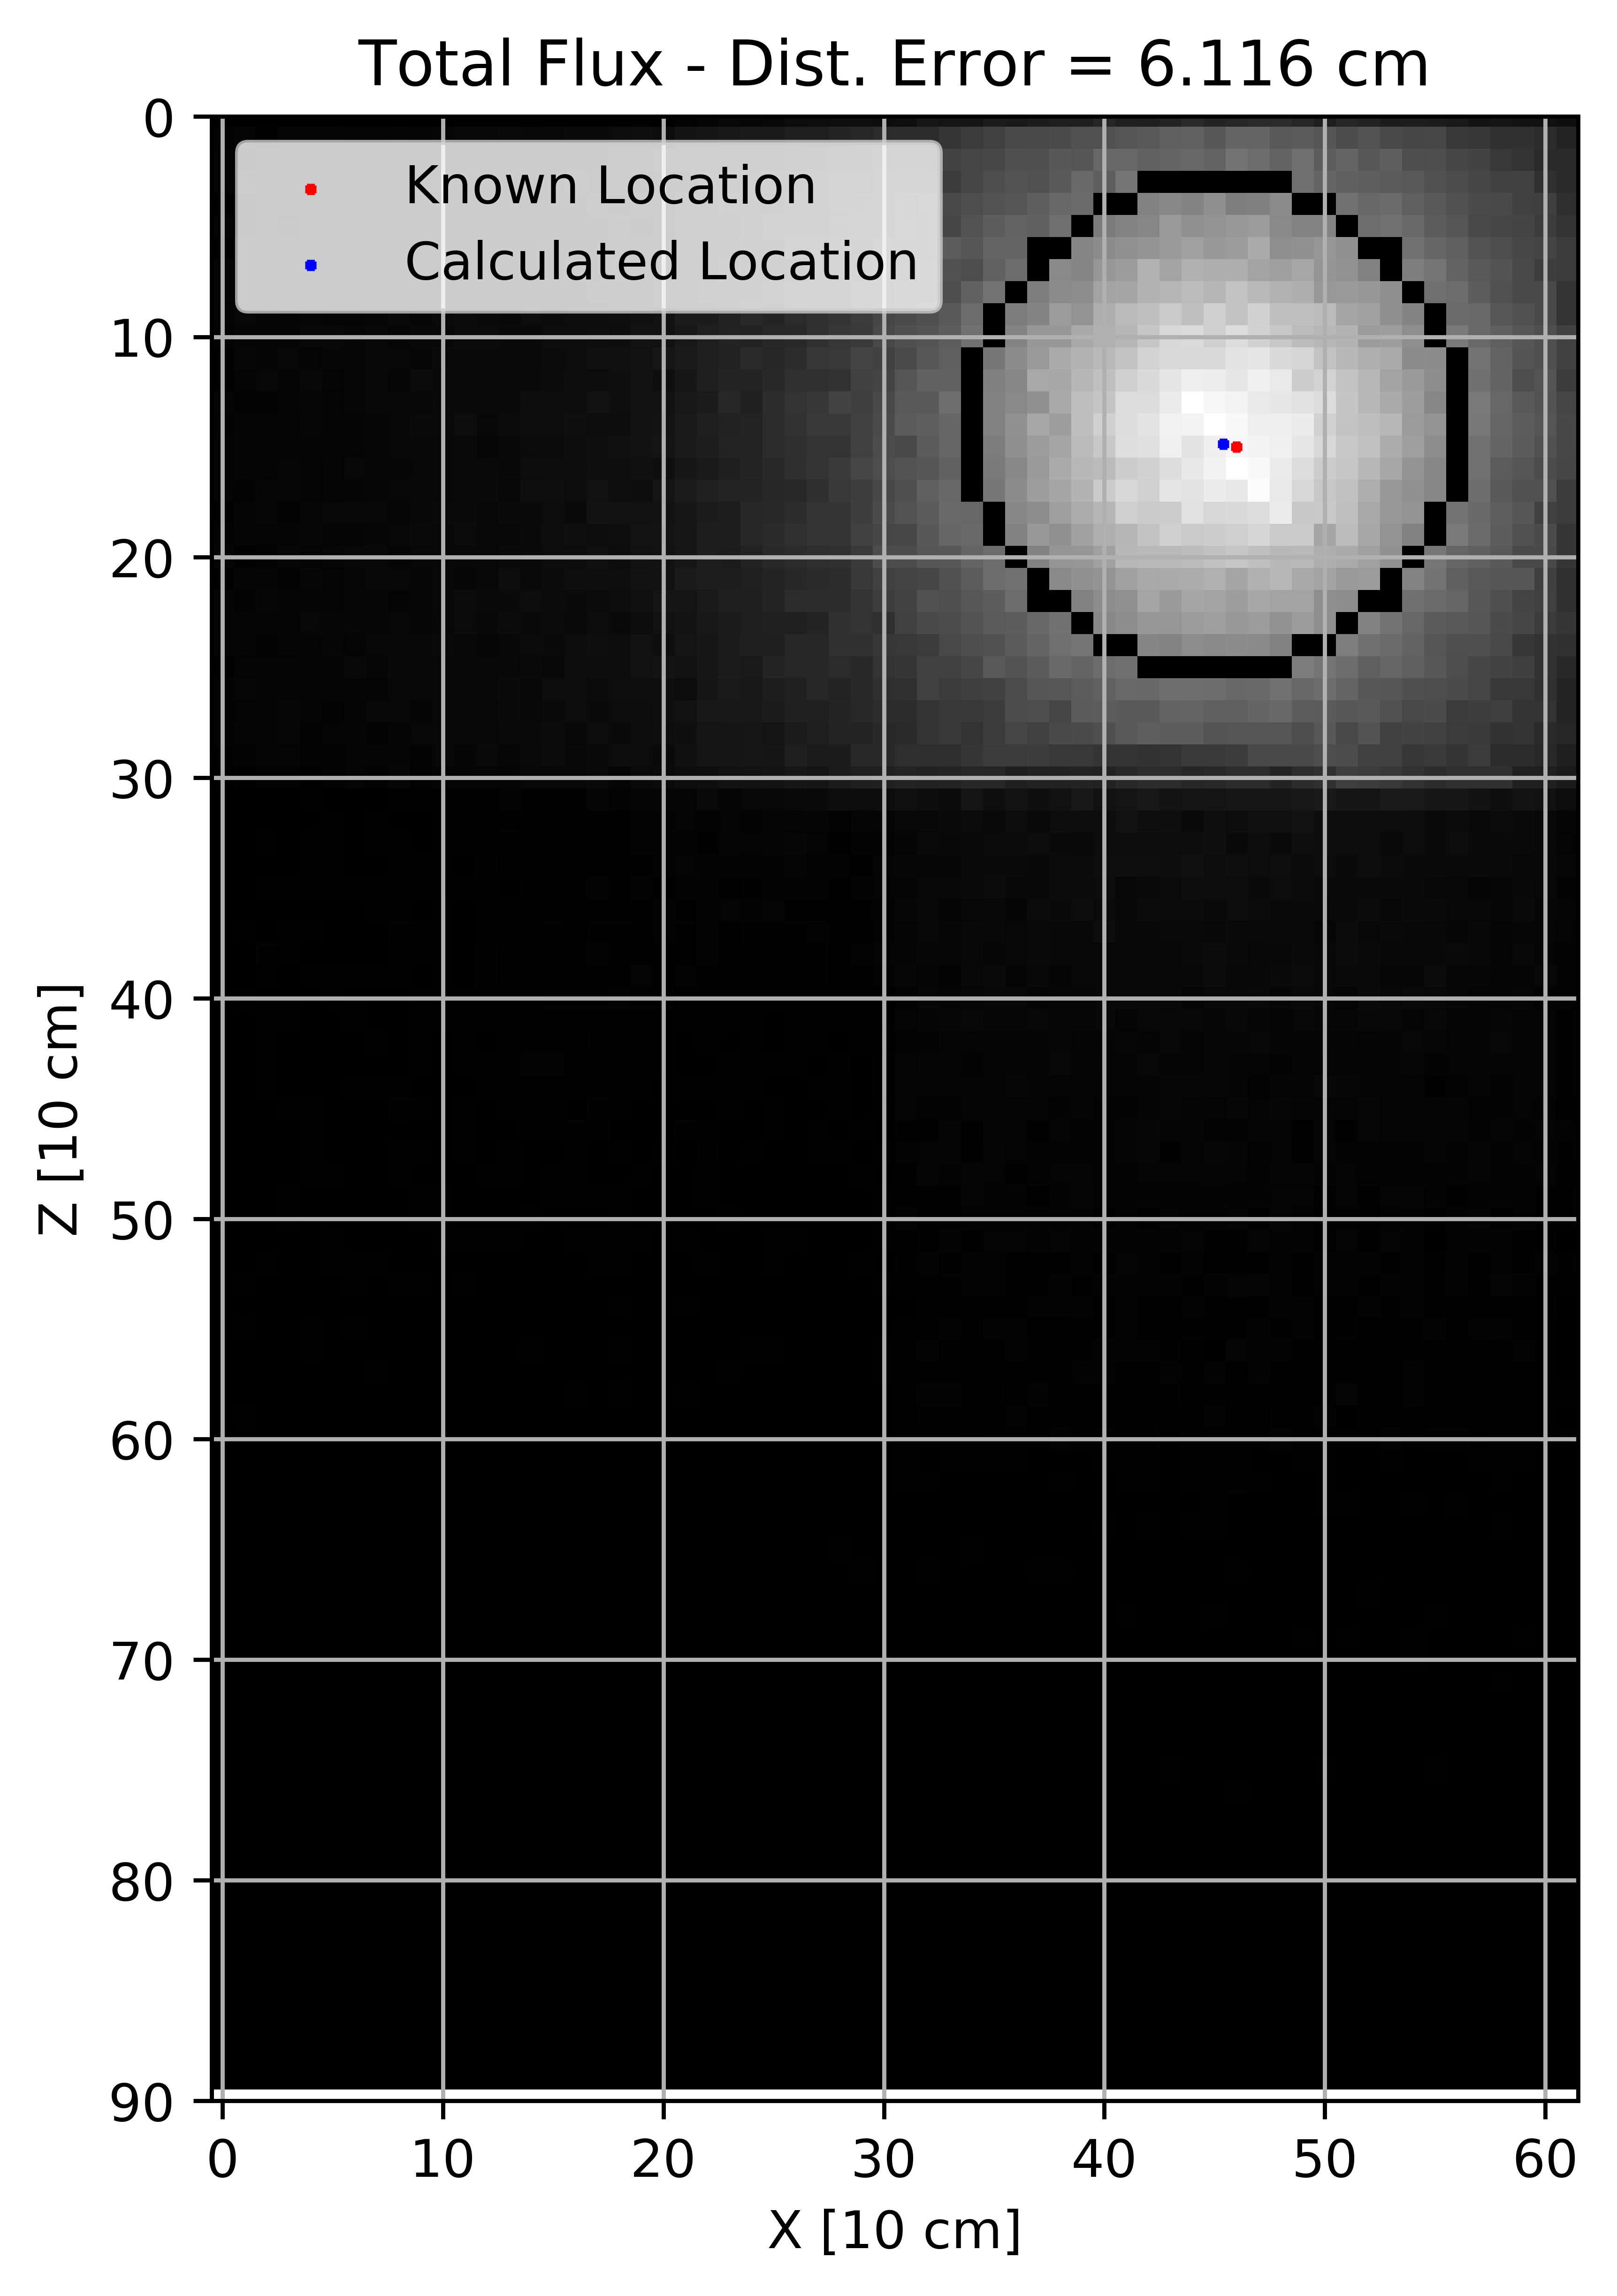 Total Flux - Dist. Error = 6.116 cm
Known Location
Calculated Location
0
10
20
30
40
50
60
70
80
90
Z [10 cm]
0 10 20 30 40 50 60
X [10 cm]